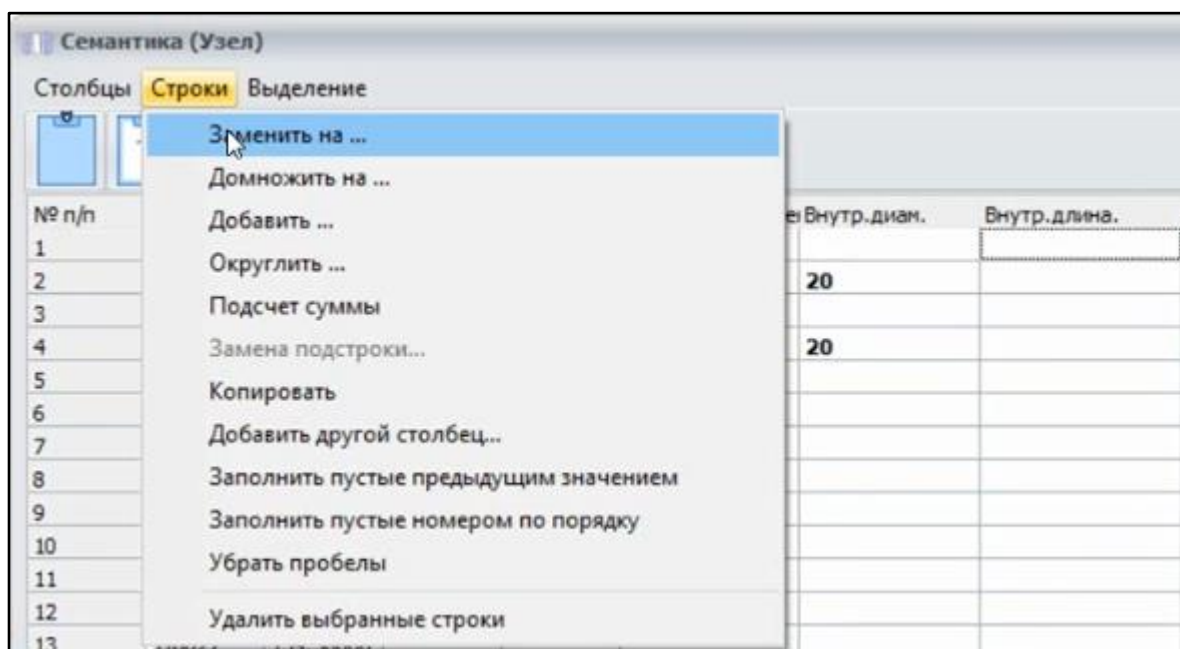 Семантика (Узел)
Столбцы Строки Выделение
Заменить на ...
Домножить на ...
Добавить ...
Округлить ...
Подсчет суммы
Замена подстроки...
Копировать
Добавить другой столбец...
Заполнить пустые предыдущим значением
Заполнить пустые номером по порядку
Убрать пробелы
Удалить выбранные строки
№ п/п Внутр.диам. Внутр.длина.
1
2 20
3
4 20
5
6
7
8
9
10
11
12
13